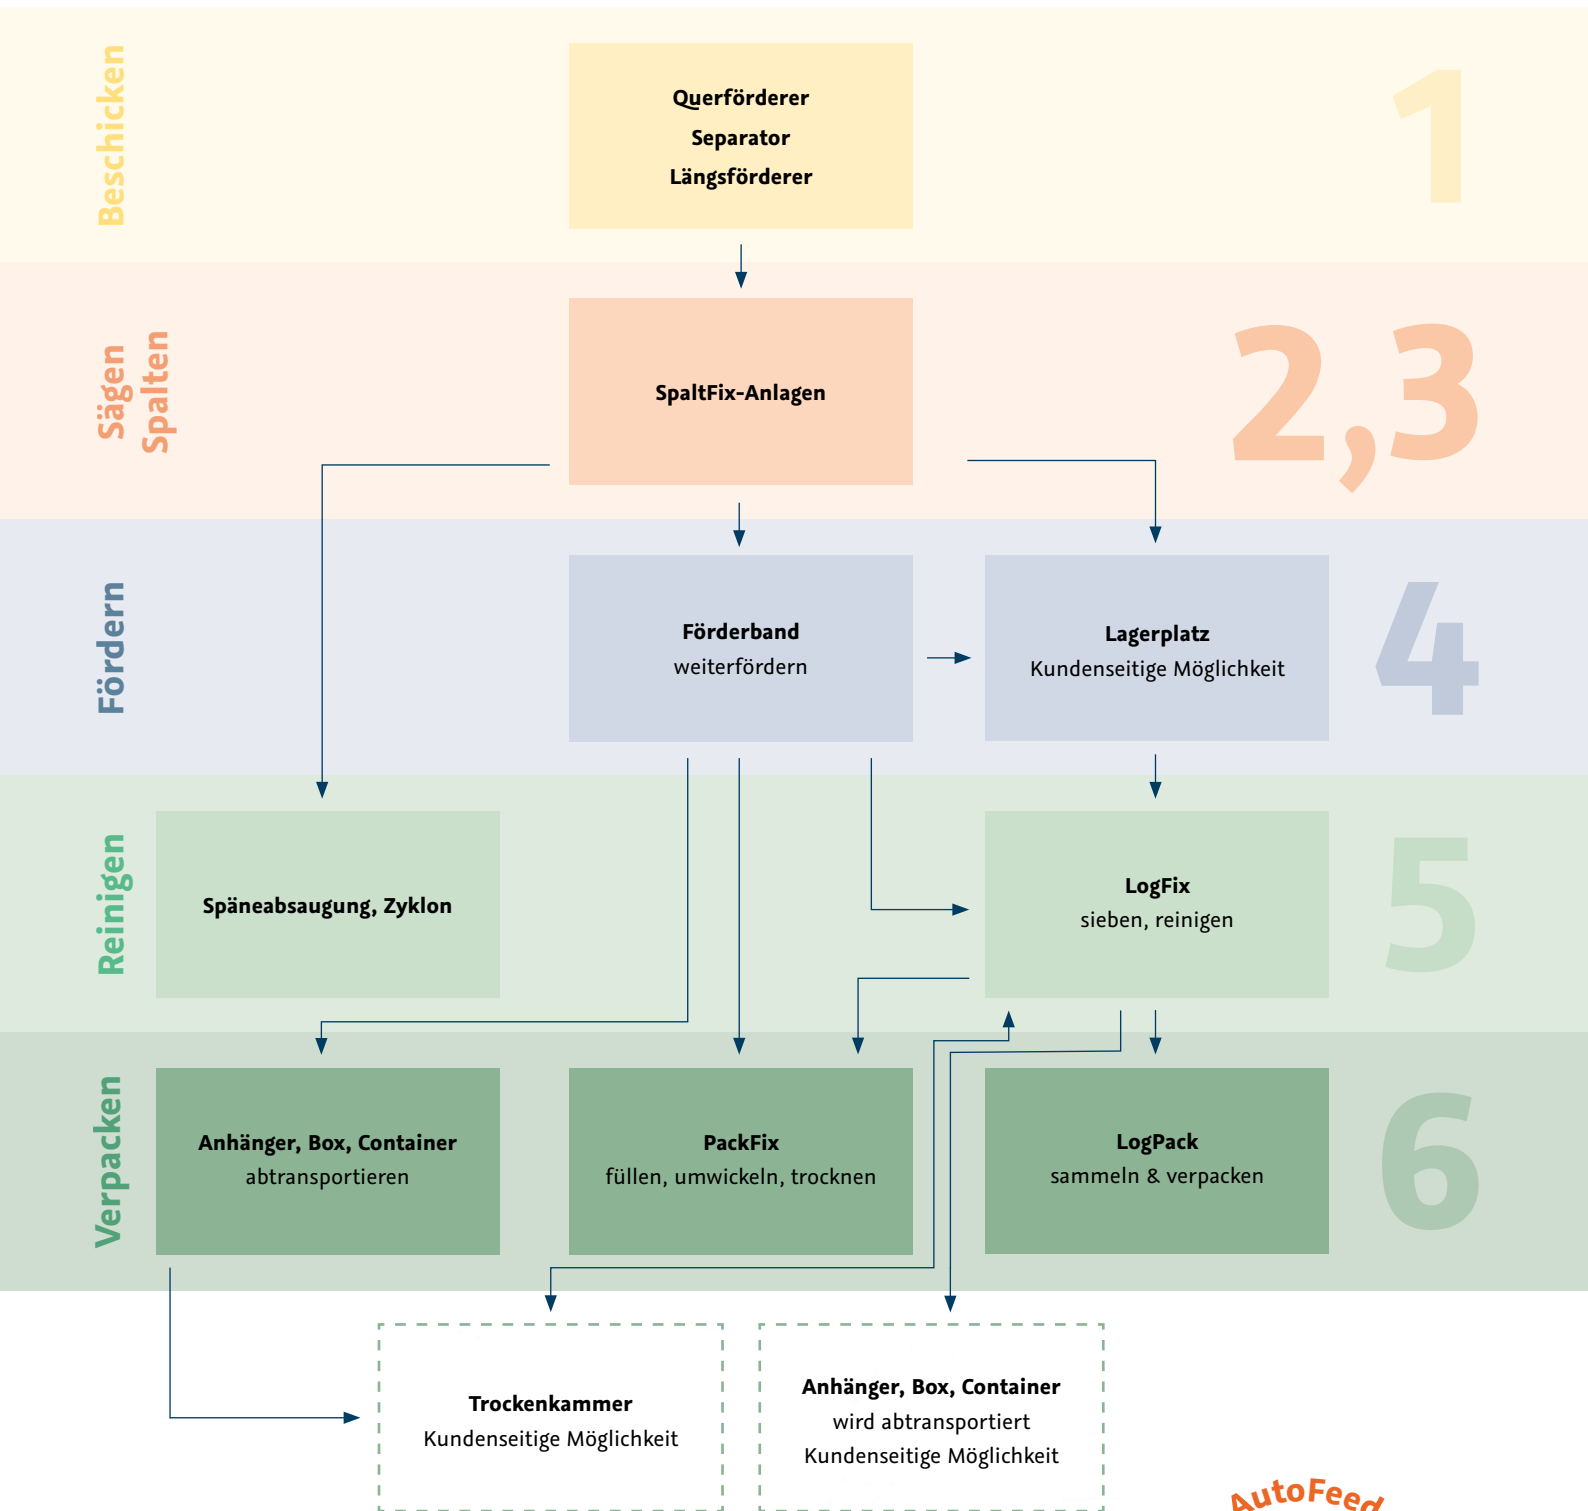 Beschicken
Querförderer
Separator
Längsförderer
1
Sägen
Spalten
SpaltFix-Anlagen
2,3
Fördern
Förderband
weiterfördern
Lagerplatz
Kundenseitige Möglichkeit
4
Reinigen
Späneabsaugung, Zyklon
LogFix
sieben, reinigen
5
Verpacken
Anhänger, Box, Container
abtransportieren
PackFix
füllen, umwickeln, trocknen
LogPack
sammeln & verpacken
6
Trockenkammer
Kundenseitige Möglichkeit
Anhänger, Box, Container
wird abtransportiert
Kundenseitige Möglichkeit
AutoFeed